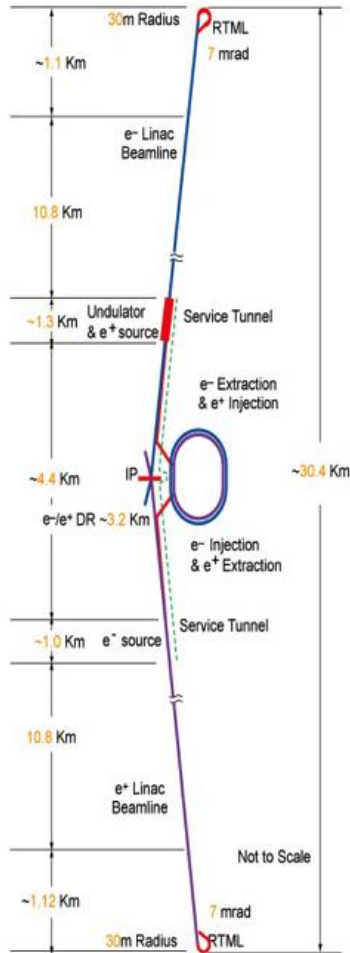 30m Radius
RTML
7 mrad
~1.1 Km
e– Linac
Beamline
10.8 Km
Undulator
& e+ source
Service Tunnel
~1.3 Km
e– Extraction
& e+ Injection
~4.4 Km
IP
~30.4 Km
e–/e+ DR ~3.2 Km
e– Injection
& e+ Extraction
Service Tunnel
e- source
~1.0 Km
10.8 Km
e+ Linac
Beamline
Not to Scale
~1.12 Km
7 mrad
30m Radius
RTML